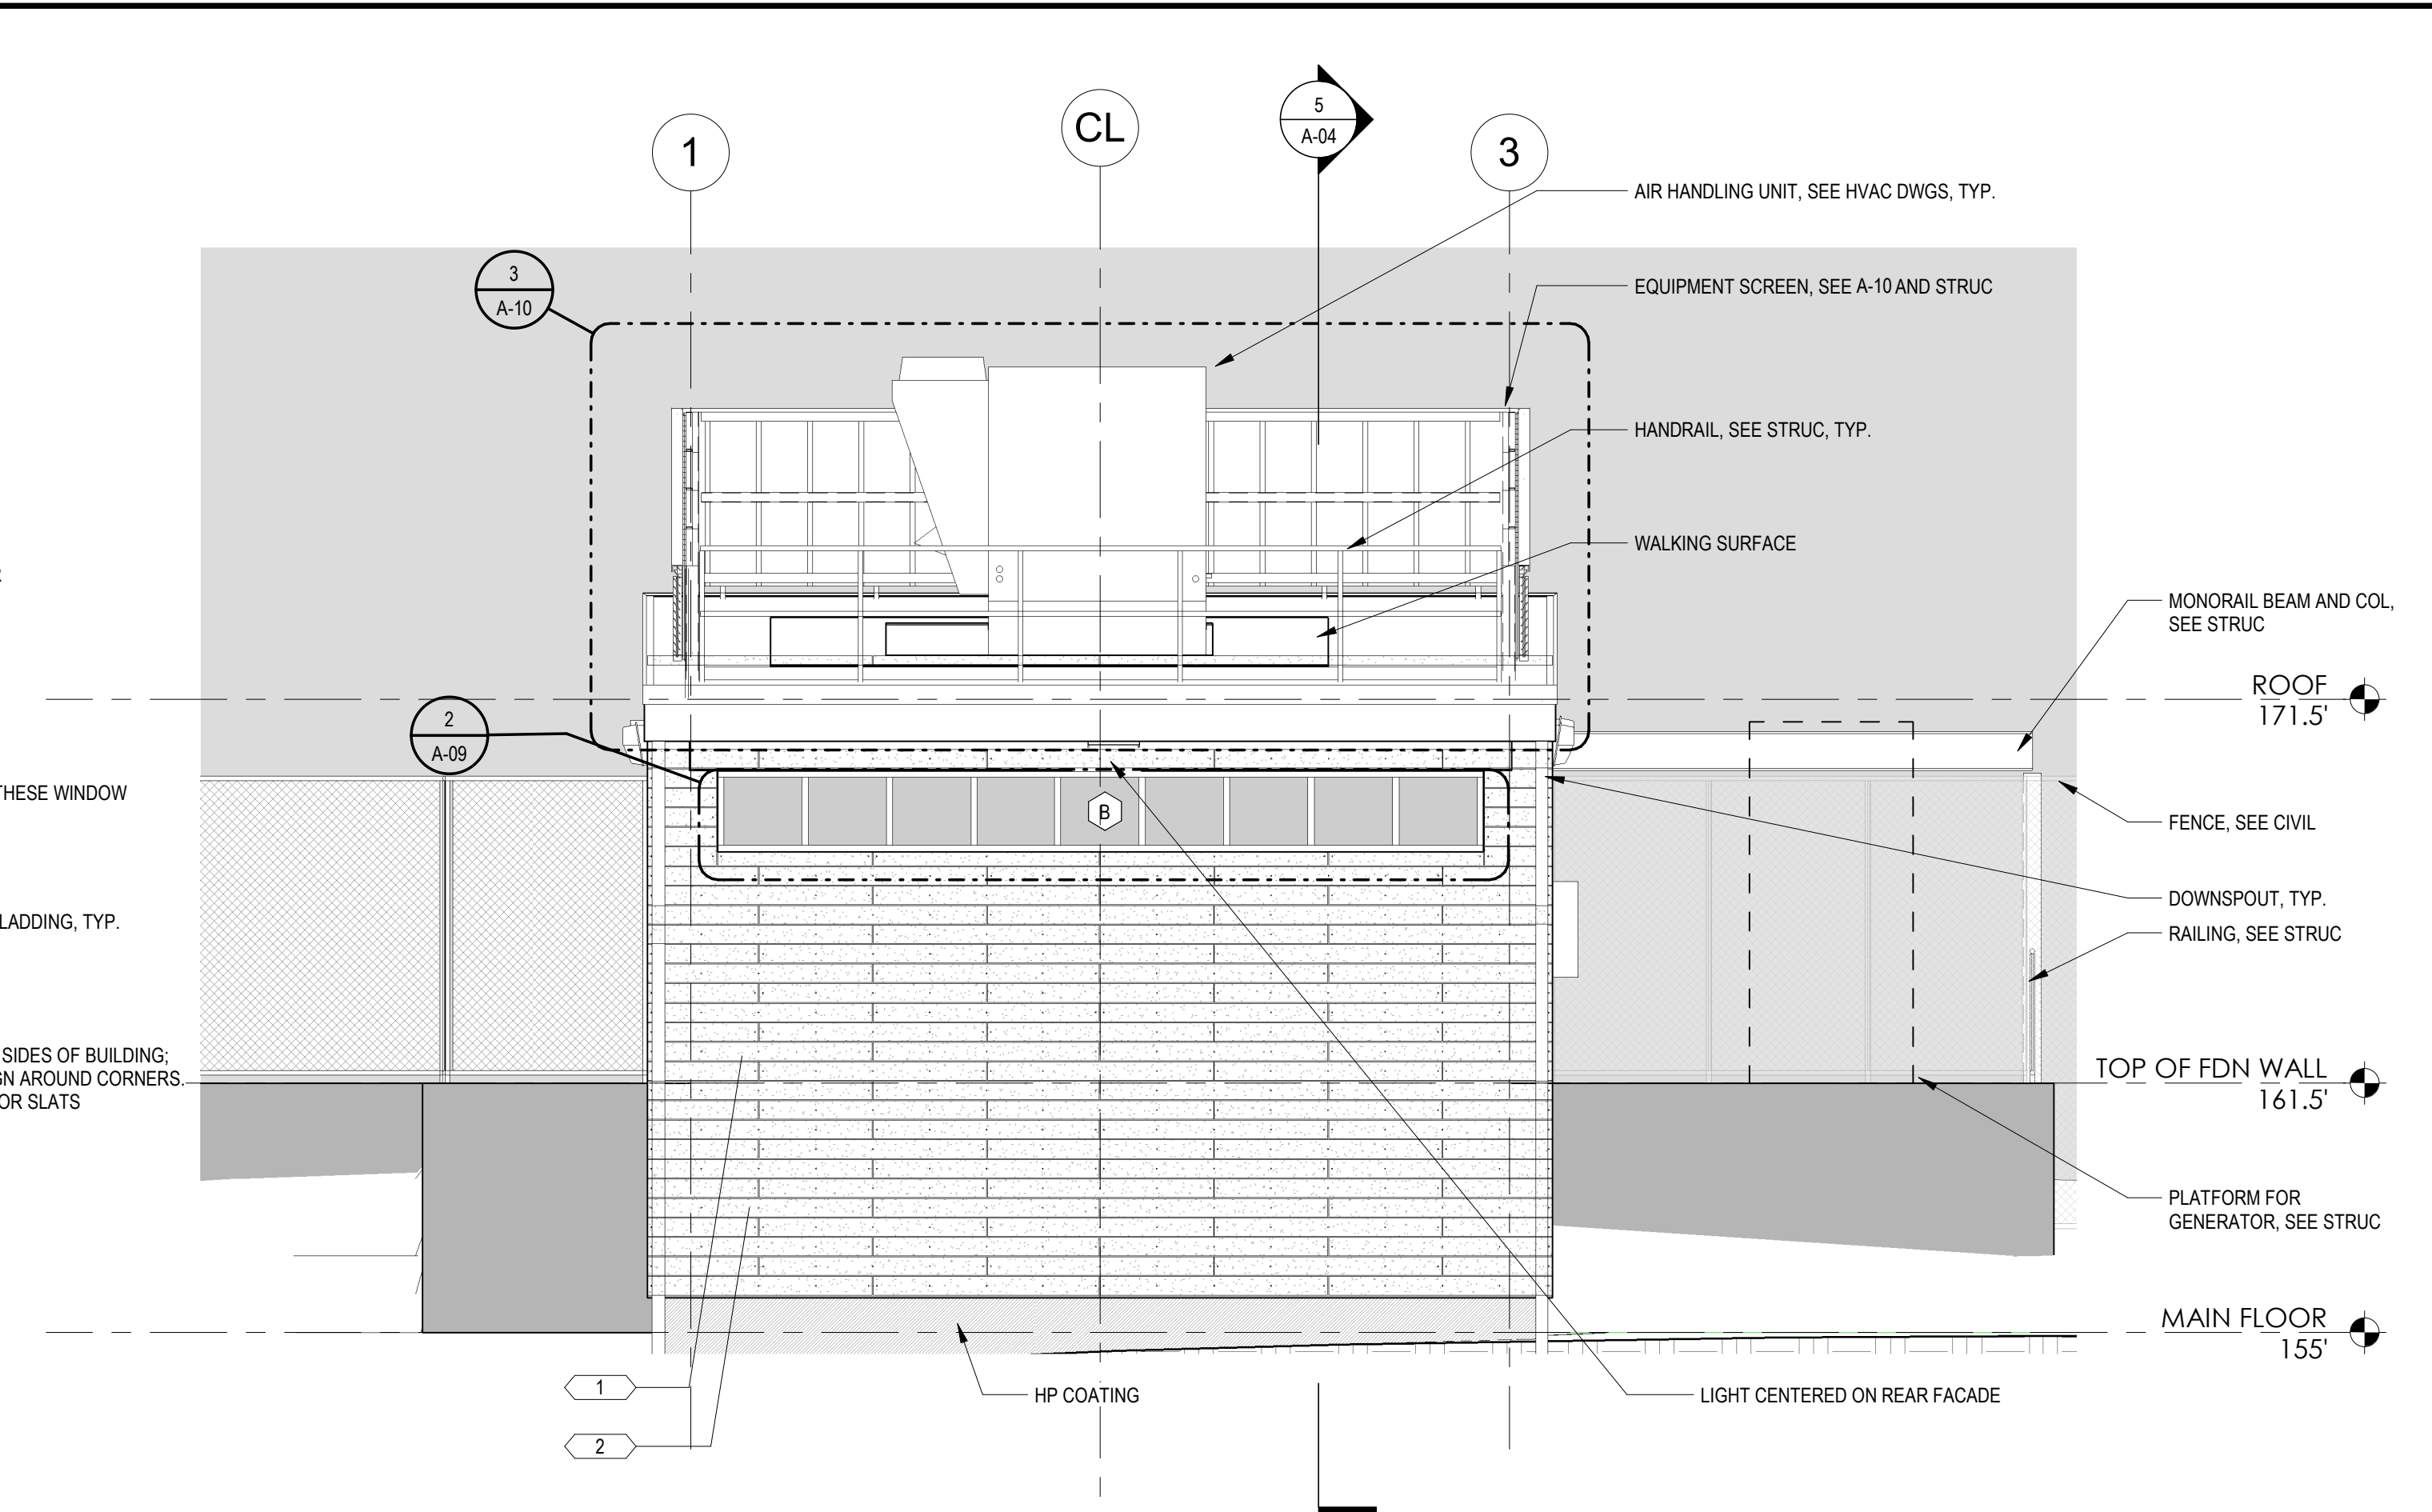 1
CL
5
A-04
3
AIR HANDLING UNIT, SEE HVAC DWGS, TYP.
3
A-10
EQUIPMENT SCREEN, SEE A-10 AND STRUC
HANDRAIL, SEE STRUC, TYP.
WALKING SURFACE
MONORAIL BEAM AND COL,
SEE STRUC
ROOF
171.5'
2
A-09
THESE WINDOW
B
FENCE, SEE CIVIL
DOWNSPOUT, TYP.
LADDING, TYP.
RAILING, SEE STRUC
SIDES OF BUILDING;
GN AROUND CORNERS.
OR SLATS
TOP OF FDN WALL
161.5'
PLATFORM FOR
GENERATOR, SEE STRUC
MAIN FLOOR
155'
1
HP COATING
LIGHT CENTERED ON REAR FACADE
2